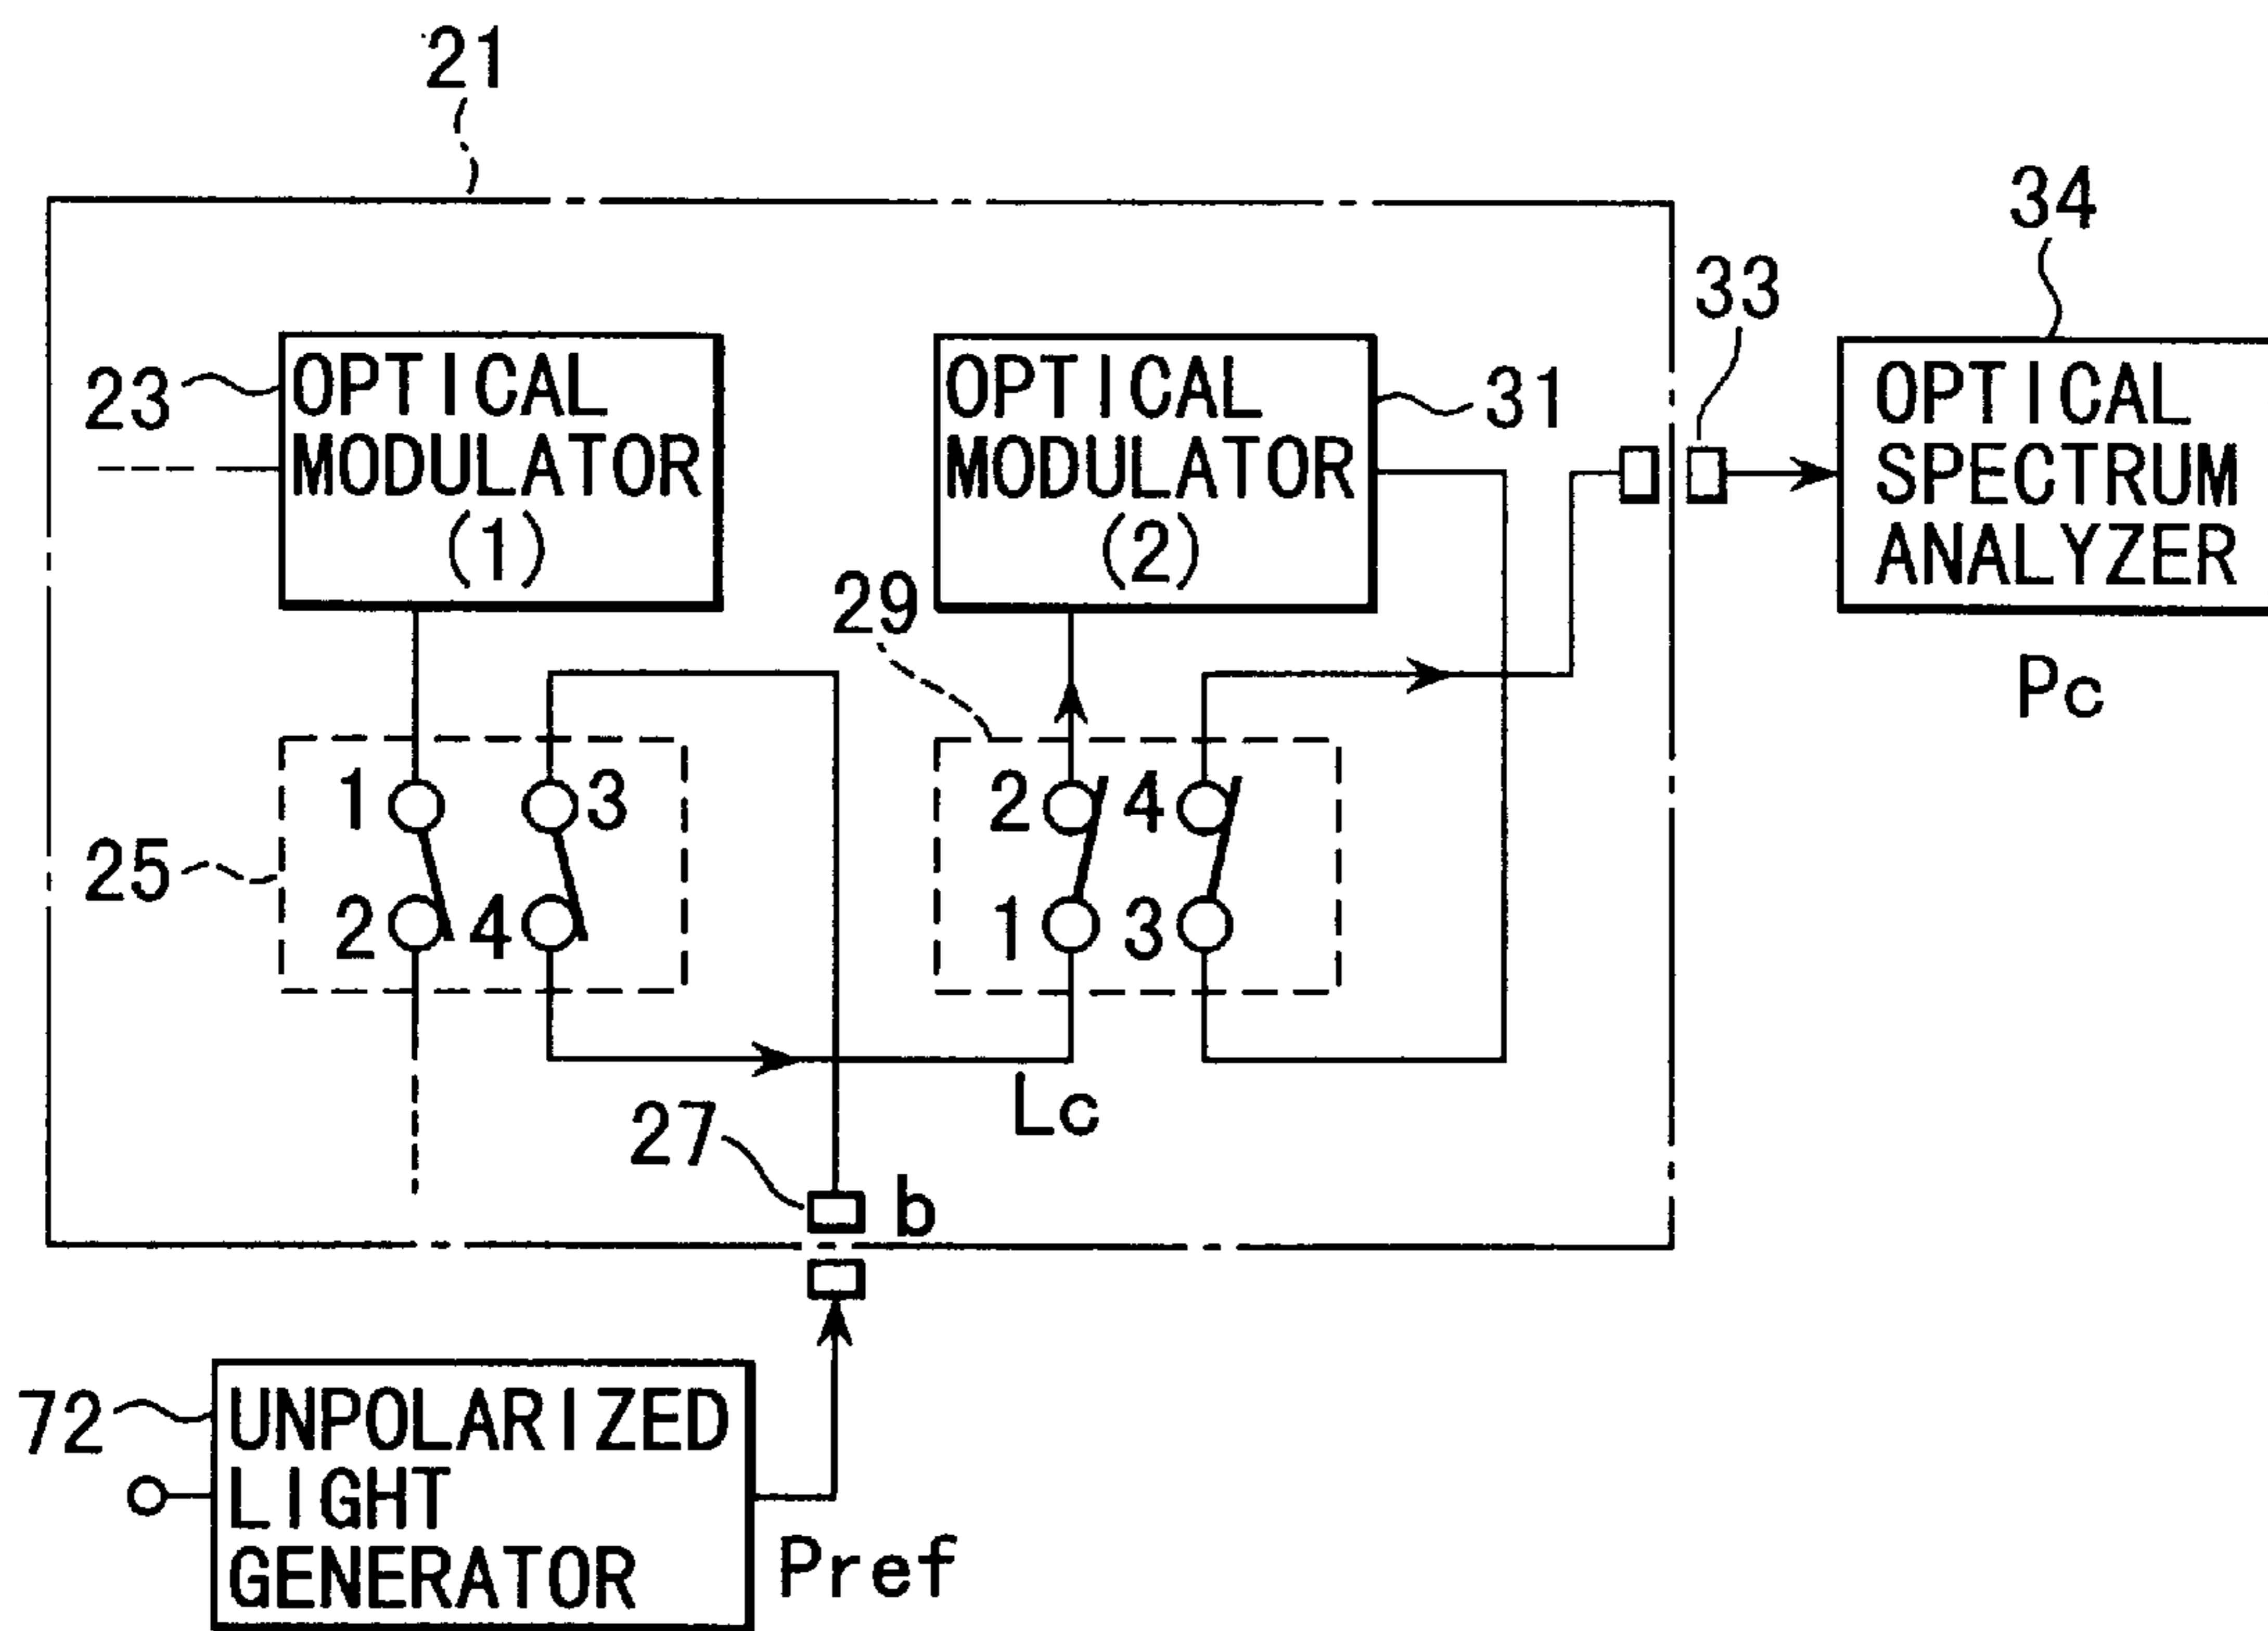 21
34
33
23
OPTICAL
MODULATOR
(1)
OPTICAL
MODULATOR
(2)
31
OPTICAL
SPECTRUM
ANALYZER
29
Pc
1
3
2
4
25
2
4
1
3
Lc
27
b
72
UNPOLARIZED
LIGHT
GENERATOR
Pref